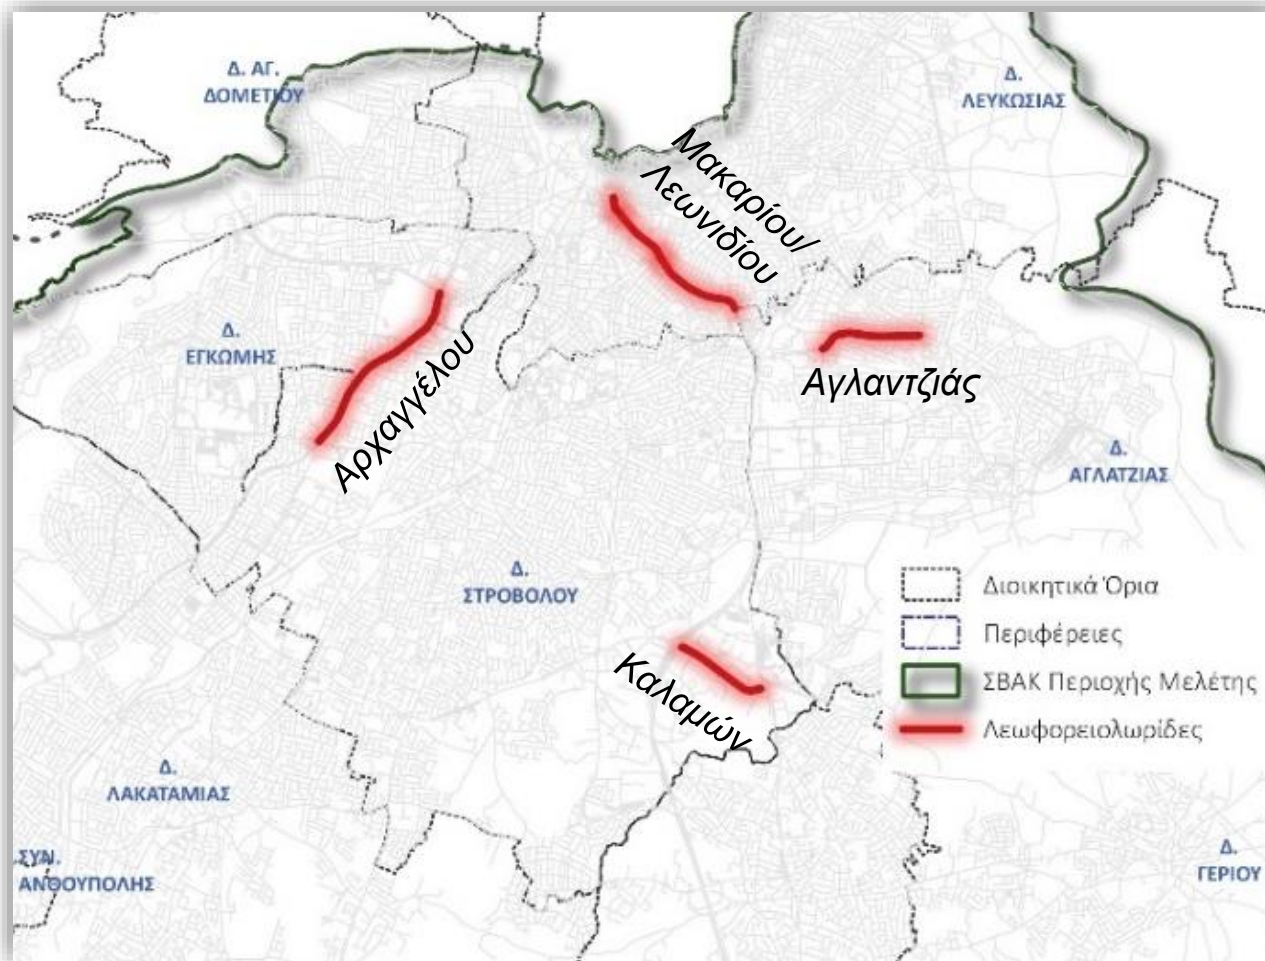 Δ. ΑΓ.
ΔΟΜΕΤΙΟΥ
Δ.
ΛΕΥΚΩΣΙΑΣ
Μακαρίου/
Λεωνιδίου
Δ.
ΕΓΚΩΜΗΣ
Αρχαγγέλου
Αγλαντζιάς
Δ.
ΑΓΛΑΤΖΙΑΣ
Δ.
ΣΤΡΟΒΟΛΟΥ
Διοικητικά Όρια
Περιφέρειες
ΣΒΑΚ Περιοχής Μελέτης
Λεωφορειολωρίδες
Καλαμών
Δ.
ΛΑΚΑΤΑΜΙΑΣ
ΣΥΝ.
ΑΝΘΟΥΠΟΛΗΣ
Δ.
ΓΕΡΙΟΥ